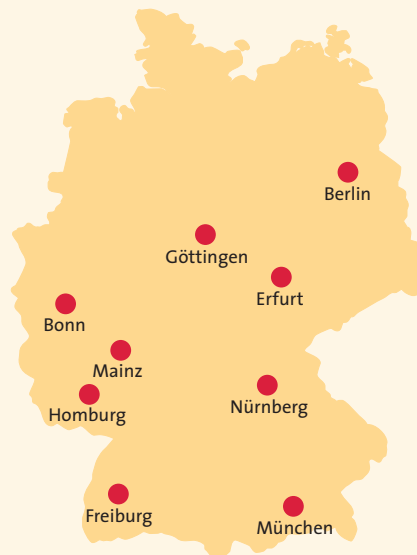 Berlin
Göttingen
Erfurt
Bonn
Mainz
Nürnberg
Homburg
Freiburg
München